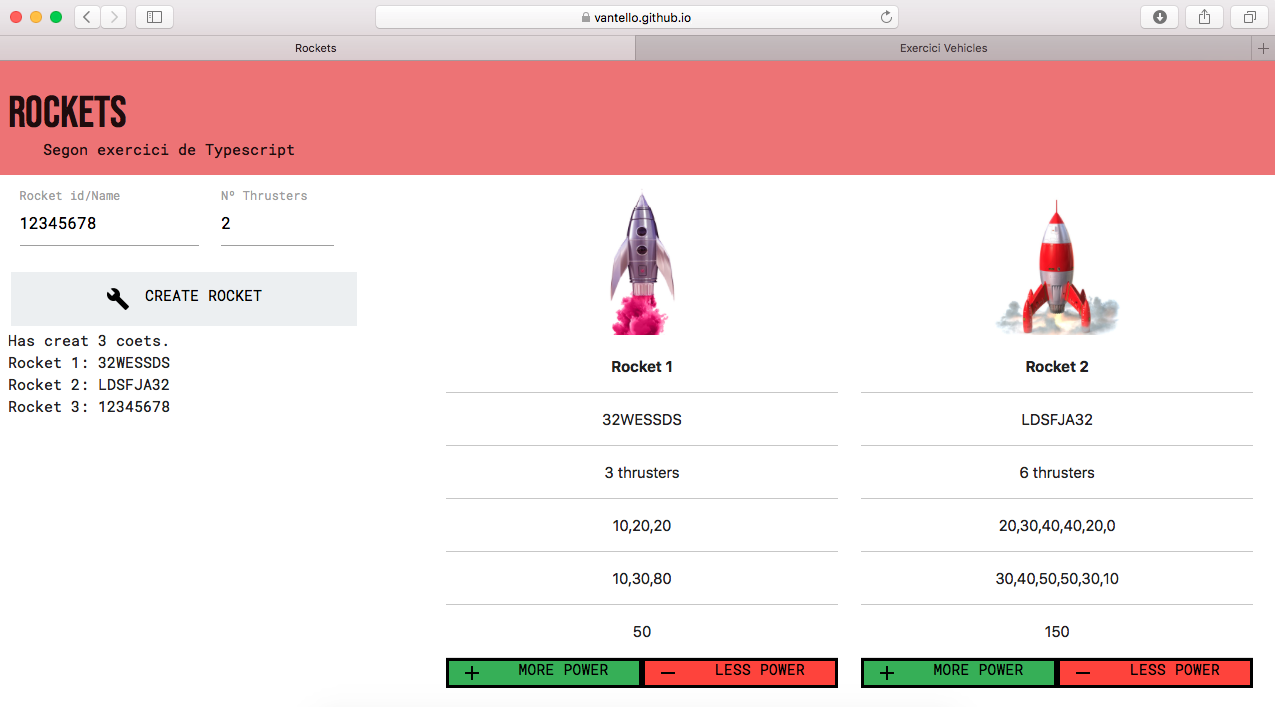 vantello.github.io
Rockets
Exercici Vehicles
ROCKETS
Segon exercici de Typescript
Rocket id/Name
Nº Thrusters
12345678
2
CREATE ROCKET
Has creat 3 coets.
Rocket 1: 32WESSDS
Rocket 2: LDSFJA32
Rocket 3: 12345678
Rocket 1
32WESSDS
3 thrusters
10,20,20
10,30,80
50
MORE POWER
LESS POWER
Rocket 2
LDSFJA32
6 thrusters
20,30,40,40,20,0
30,40,50,50,30,10
150
MORE POWER
LESS POWER